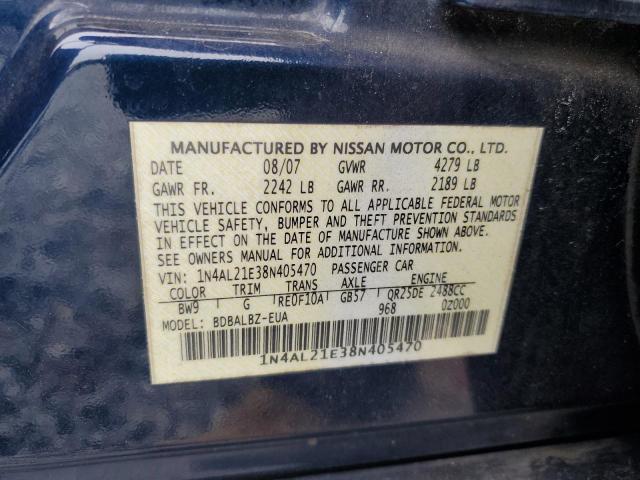 MANUFACTURED BY NISSAN MOTOR CO., LTD.
DATE 08/07 GVWR 4279 LB
GAWR FR. 2242 LB GAWR RR. 2189 LB
THIS VEHICLE CONFORMS TO ALL APPLICABLE FEDERAL MOTOR
VEHICLE SAFETY, BUMPER AND THEFT PREVENTION STANDARDS
IN EFFECT ON THE DATE OF MANUFACTURE SHOWN ABOVE.
SEE OWNERS MANUAL FOR ADDITIONAL INFORMATION.
VIN: 1N4AL21E38N405470 PASSENGER CAR
COLOR TRIM TRANS AXLE ENGINE
BW9 G RE0F10A GB57 QR25DE 2488CC
MODEL: BDBALBZ-EUA 968 0Z000
1N4AL21E38N405470